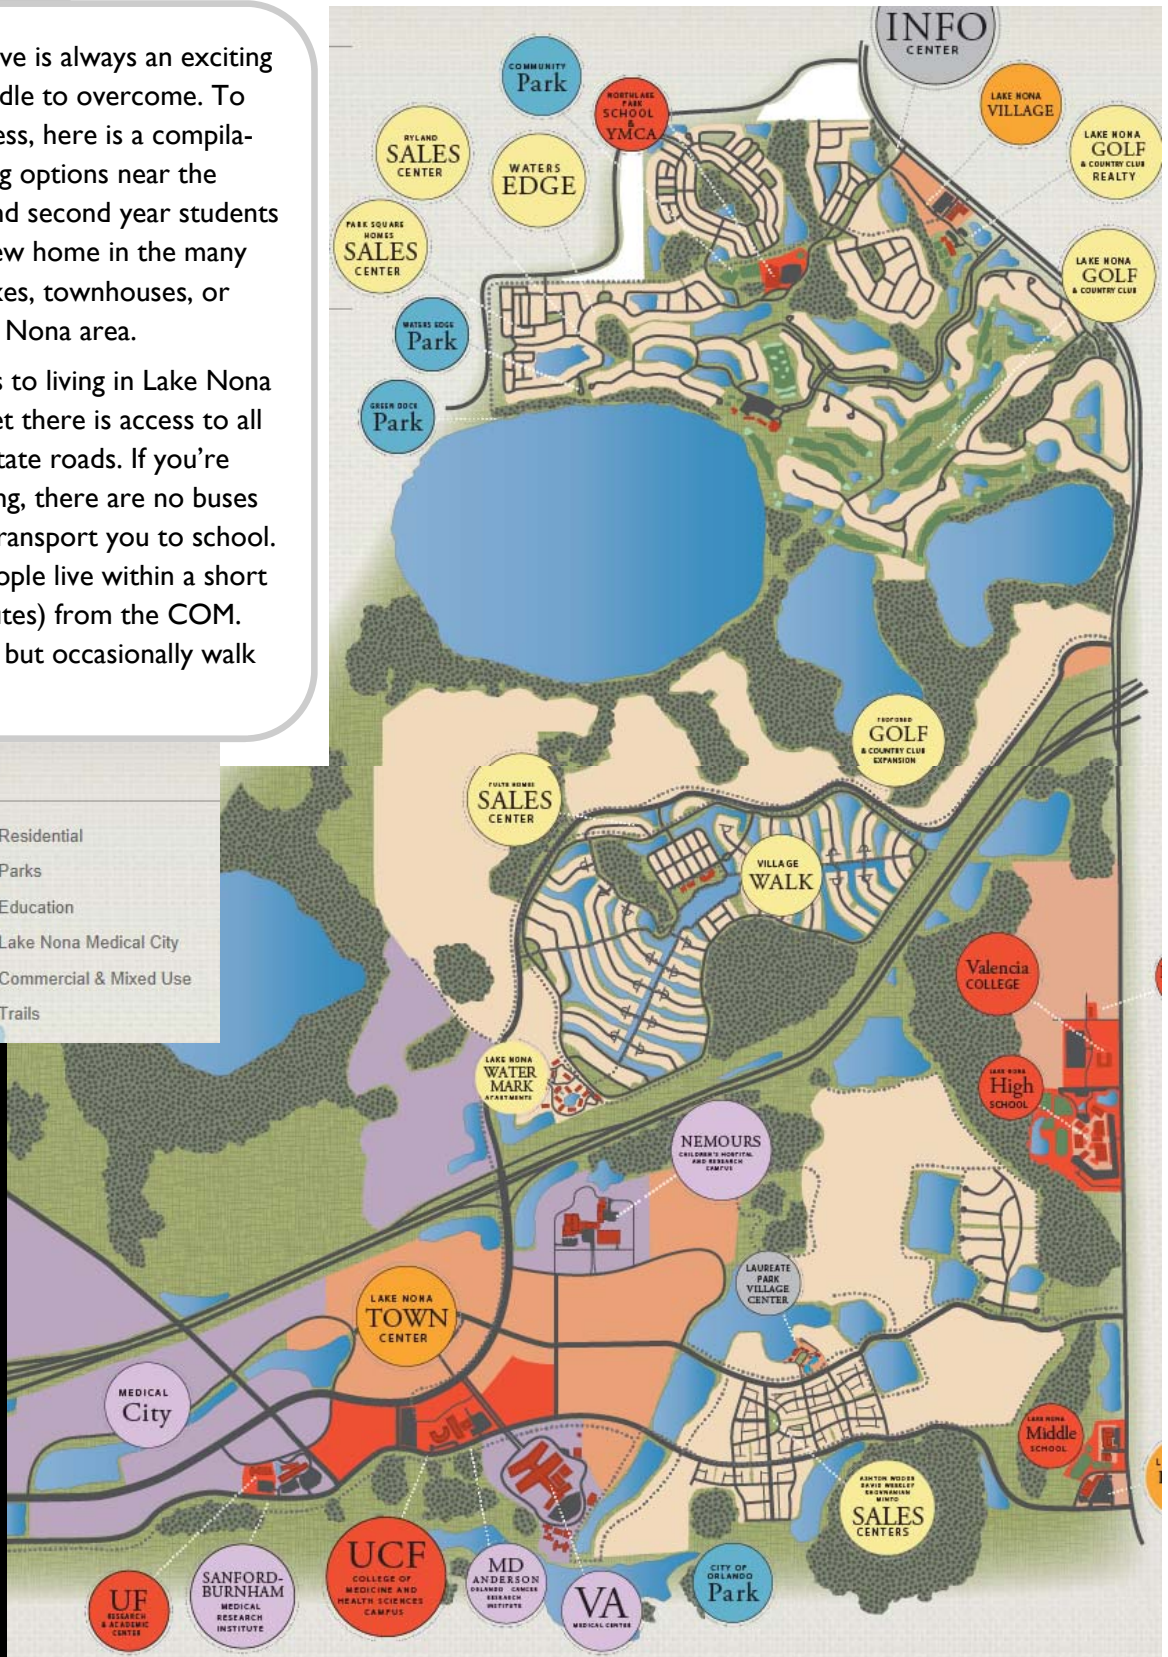 ve is always an exciting
dle to overcome. To
ess, here is a compila-
g options near the
nd second year students
ew home in the many
kes, townhouses, or
Nona area.
s to living in Lake Nona
et there is access to all
tate roads. If you’re
ng, there are no buses
transport you to school.
ople live within a short
utes) from the COM.
but occasionally walk
Residential
Parks
Education
Lake Nona Medical City
Commercial & Mixed Use
Trails
INFO
CENTER
COMMUNITY
Park
NORTHLAKE
PARK
SCHOOL
&
YMCA
LAKE NONA
VILLAGE
RYLAND
SALES
CENTER
WATERS
EDGE
LAKE NONA
GOLF
& COUNTRY CLUB
REALTY
PARK SQUARE
HOMES
SALES
CENTER
LAKE NONA
GOLF
& COUNTRY CLUB
WATERS EDGE
Park
GREEN DOCK
Park
PROPOSED
GOLF
& COUNTRY CLUB
EXPANSION
PULTE HOMES
SALES
CENTER
VILLAGE
WALK
Valencia
COLLEGE
LAKE NONA
WATER
MARK
APARTMENTS
LAKE NONA
High
SCHOOL
NEMOURS
CHILDREN'S HOSPITAL
AND RESEARCH
CAMPUS
LAUREATE
PARK
VILLAGE
CENTER
LAKE NONA
TOWN
CENTER
MEDICAL
City
LAKE NONA
Middle
SCHOOL
ASHTON WOODS
DAVID WEEKLEY
SHOWNANIAN
MINTO
SALES
CENTERS
UF
RESEARCH
& ACADEMIC
CENTER
SANFORD-
BURNHAM
MEDICAL
RESEARCH
INSTITUTE
UCF
COLLEGE OF
MEDICINE AND
HEALTH SCIENCES
CAMPUS
MD
ANDERSON
ORLANDO CANCER
RESEARCH
INSTITUTE
VA
MEDICAL CENTER
CITY OF
ORLANDO
Park